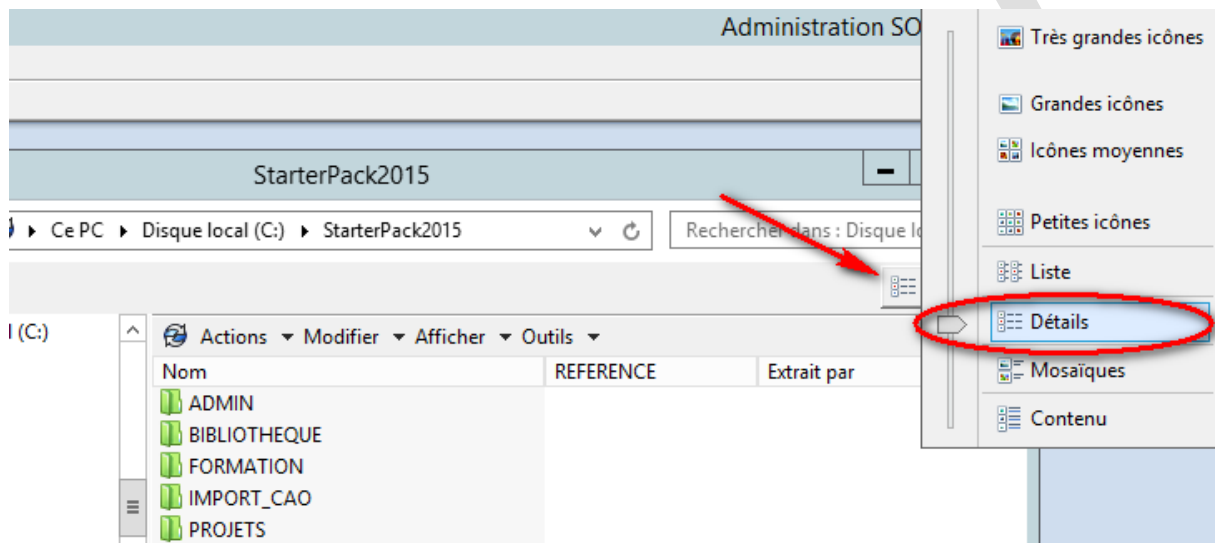 Administration SO
StarterPack2015
Ce PC Disque local (C:) StarterPack2015
Rechercher dans : Disque lo
l (C:)
Actions Modifier Afficher Outils
Nom REFERENCE Extrait par
ADMIN
BIBLIOTHEQUE
FORMATION
IMPORT_CAO
PROJETS
Très grandes icônes
Grandes icônes
Icônes moyennes
Petites icônes
Liste
Détails
Mosaïques
Contenu